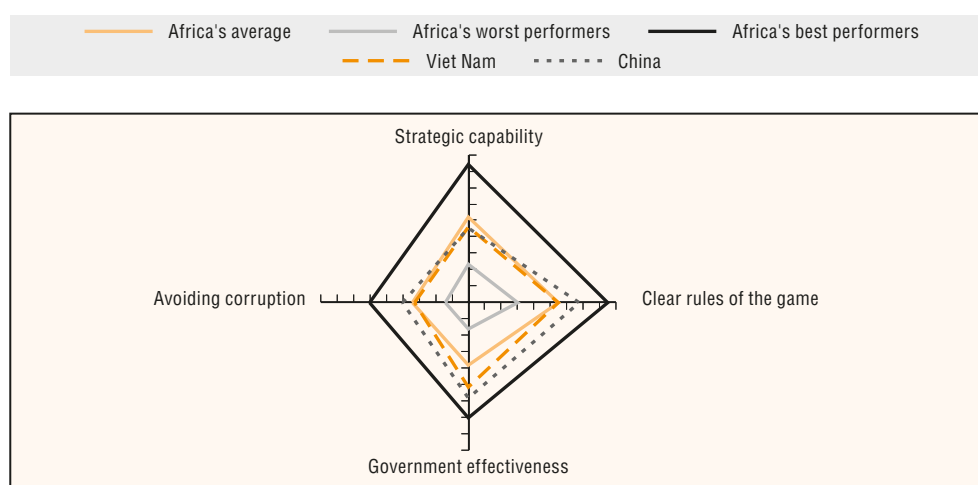 Africa's average Africa's worst performers Africa's best performers
Viet Nam China
Strategic capability
Avoiding corruption Clear rules of the game
Government effectiveness